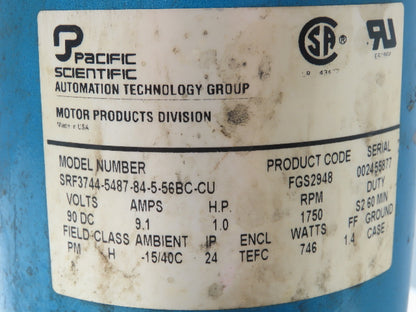 PACIFIC
SCIENTIFIC
AUTOMATION TECHNOLOGY GROUP
MOTOR PRODUCTS DIVISION
Made in USA
MODEL NUMBER PRODUCT CODE SERIAL
SRF3744-5487-84-5-56BC-CU FGS2948
VOLTS AMPS H.P. RPM DUTY
90 DC 9.1 1.0 1750 S2 60 MIN
FIELD-CLASS AMBIENT IP ENCL WATTS FF GROUND
PM H -15/40C 24 TEFC 746 1.4 CASE